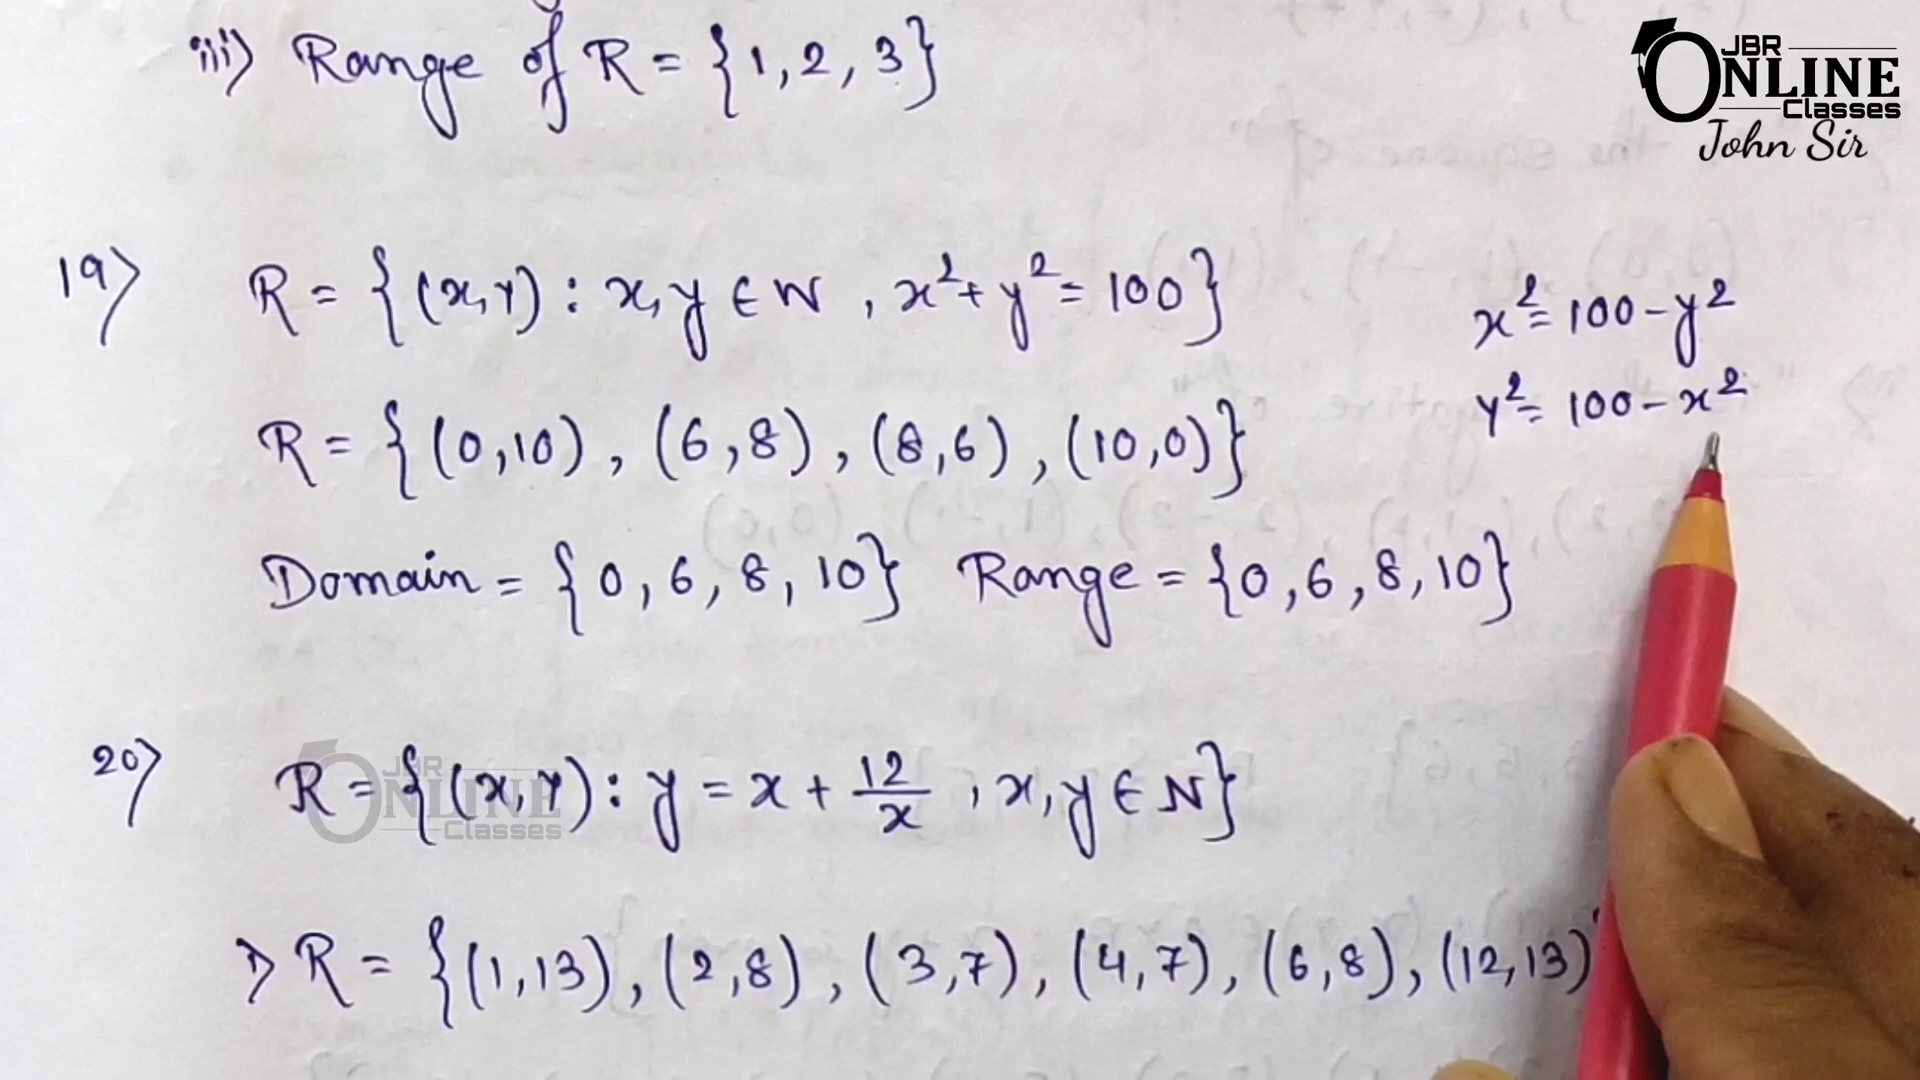 JBR
ONLINE
Classes
John Sir
iii) Range of R = {1, 2, 3}
19) R = {(x, y) : x, y ∈ W, x² + y² = 100}
x² = 100 - y²
y² = 100 - x²
R = {(0,10), (6,8), (8,6), (10,0)}
Domain = {0, 6, 8, 10} Range = {0, 6, 8, 10}
20) R = {(x, y) : y = x + 12/x, x, y ∈ N}
JBR
ONLINE
Classes
i) R = {(1,13), (2,8), (3,7), (4,7), (6,8), (12,13)